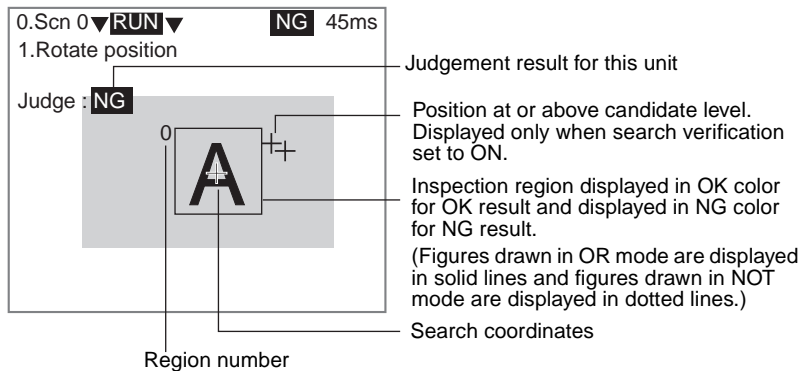 0.Scn 0▼RUN▼ NG 45ms
1.Rotate position
Judge : NG
0
A
Judgement result for this unit
Position at or above candidate level.
Displayed only when search verification
set to ON.
Inspection region displayed in OK color
for OK result and displayed in NG color
for NG result.
(Figures drawn in OR mode are displayed
in solid lines and figures drawn in NOT
mode are displayed in dotted lines.)
Search coordinates
Region number